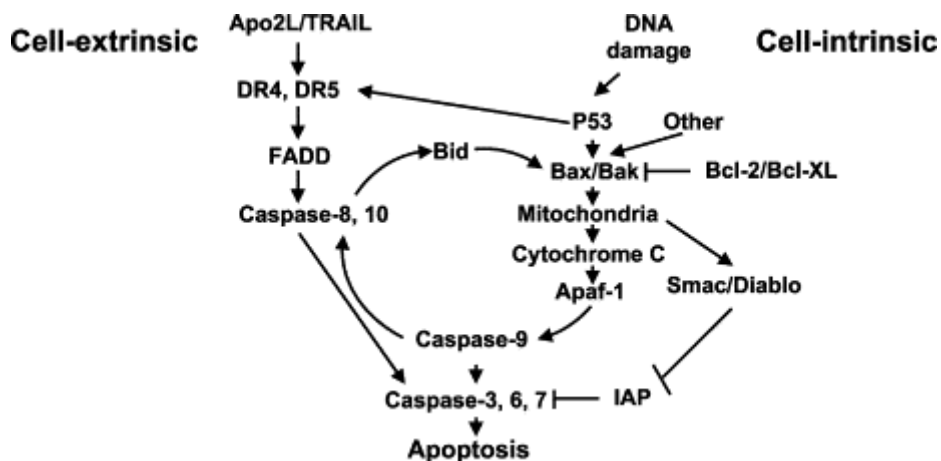 Apo2L/TRAIL
DNA
damage
Cell-extrinsic
Cell-intrinsic
DR4, DR5
P53
Other
FADD
Bid
Bax/Bak
Bcl-2/Bcl-XL
Caspase-8, 10
Mitochondria
Cytochrome C
Apaf-1
Smac/Diablo
Caspase-9
Caspase-3, 6, 7
IAP
Apoptosis